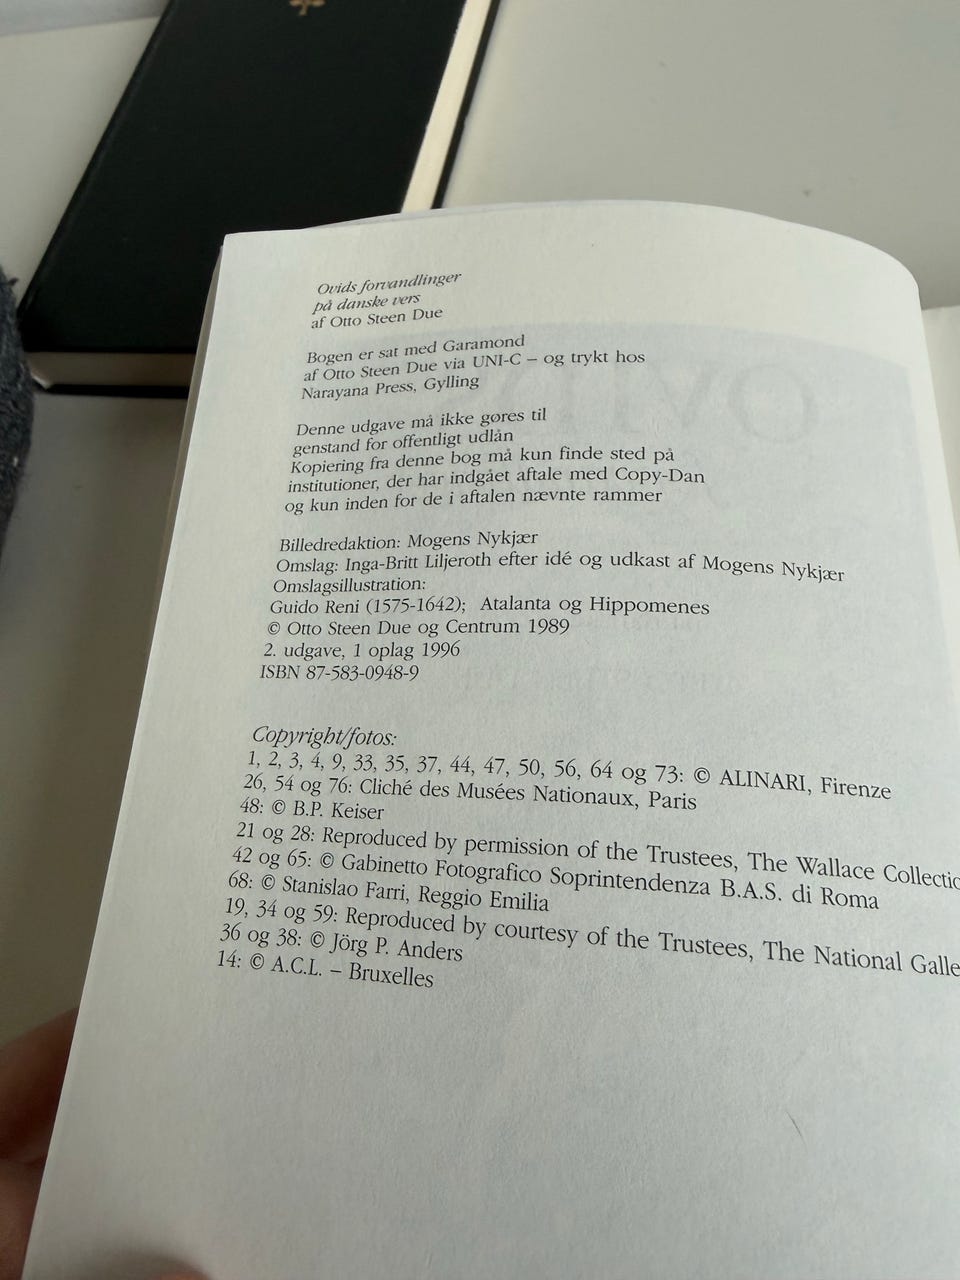 Ovids forvandlinger
på danske vers
af Otto Steen Due
Bogen er sat med Garamond
af Otto Steen Due via UNI-C – og trykt hos
Narayana Press, Gylling
Denne udgave må ikke gøres til
genstand for offentligt udlån
Kopiering fra denne bog må kun finde sted på
institutioner, der har indgået aftale med Copy-Dan
og kun inden for de i aftalen nævnte rammer
Billedredaktion: Mogens Nykjær
Omslag: Inga-Britt Liljeroth efter idé og udkast af Mogens Nykjær
Omslagsillustration:
Guido Reni (1575-1642); Atalanta og Hippomenes
© Otto Steen Due og Centrum 1989
2. udgave, 1 oplag 1996
ISBN 87-583-0948-9
Copyright/fotos:
1, 2, 3, 4, 9, 33, 35, 37, 44, 47, 50, 56, 64 og 73: © ALINARI, Firenze
26, 54 og 76: Cliché des Musées Nationaux, Paris
48: © B.P. Keiser
21 og 28: Reproduced by permission of the Trustees, The Wallace Collectio
42 og 65: © Gabinetto Fotografico Soprintendenza B.A.S. di Roma
68: © Stanislao Farri, Reggio Emilia
19, 34 og 59: Reproduced by courtesy of the Trustees, The National Galle
36 og 38: © Jörg P. Anders
14: © A.C.L. – Bruxelles